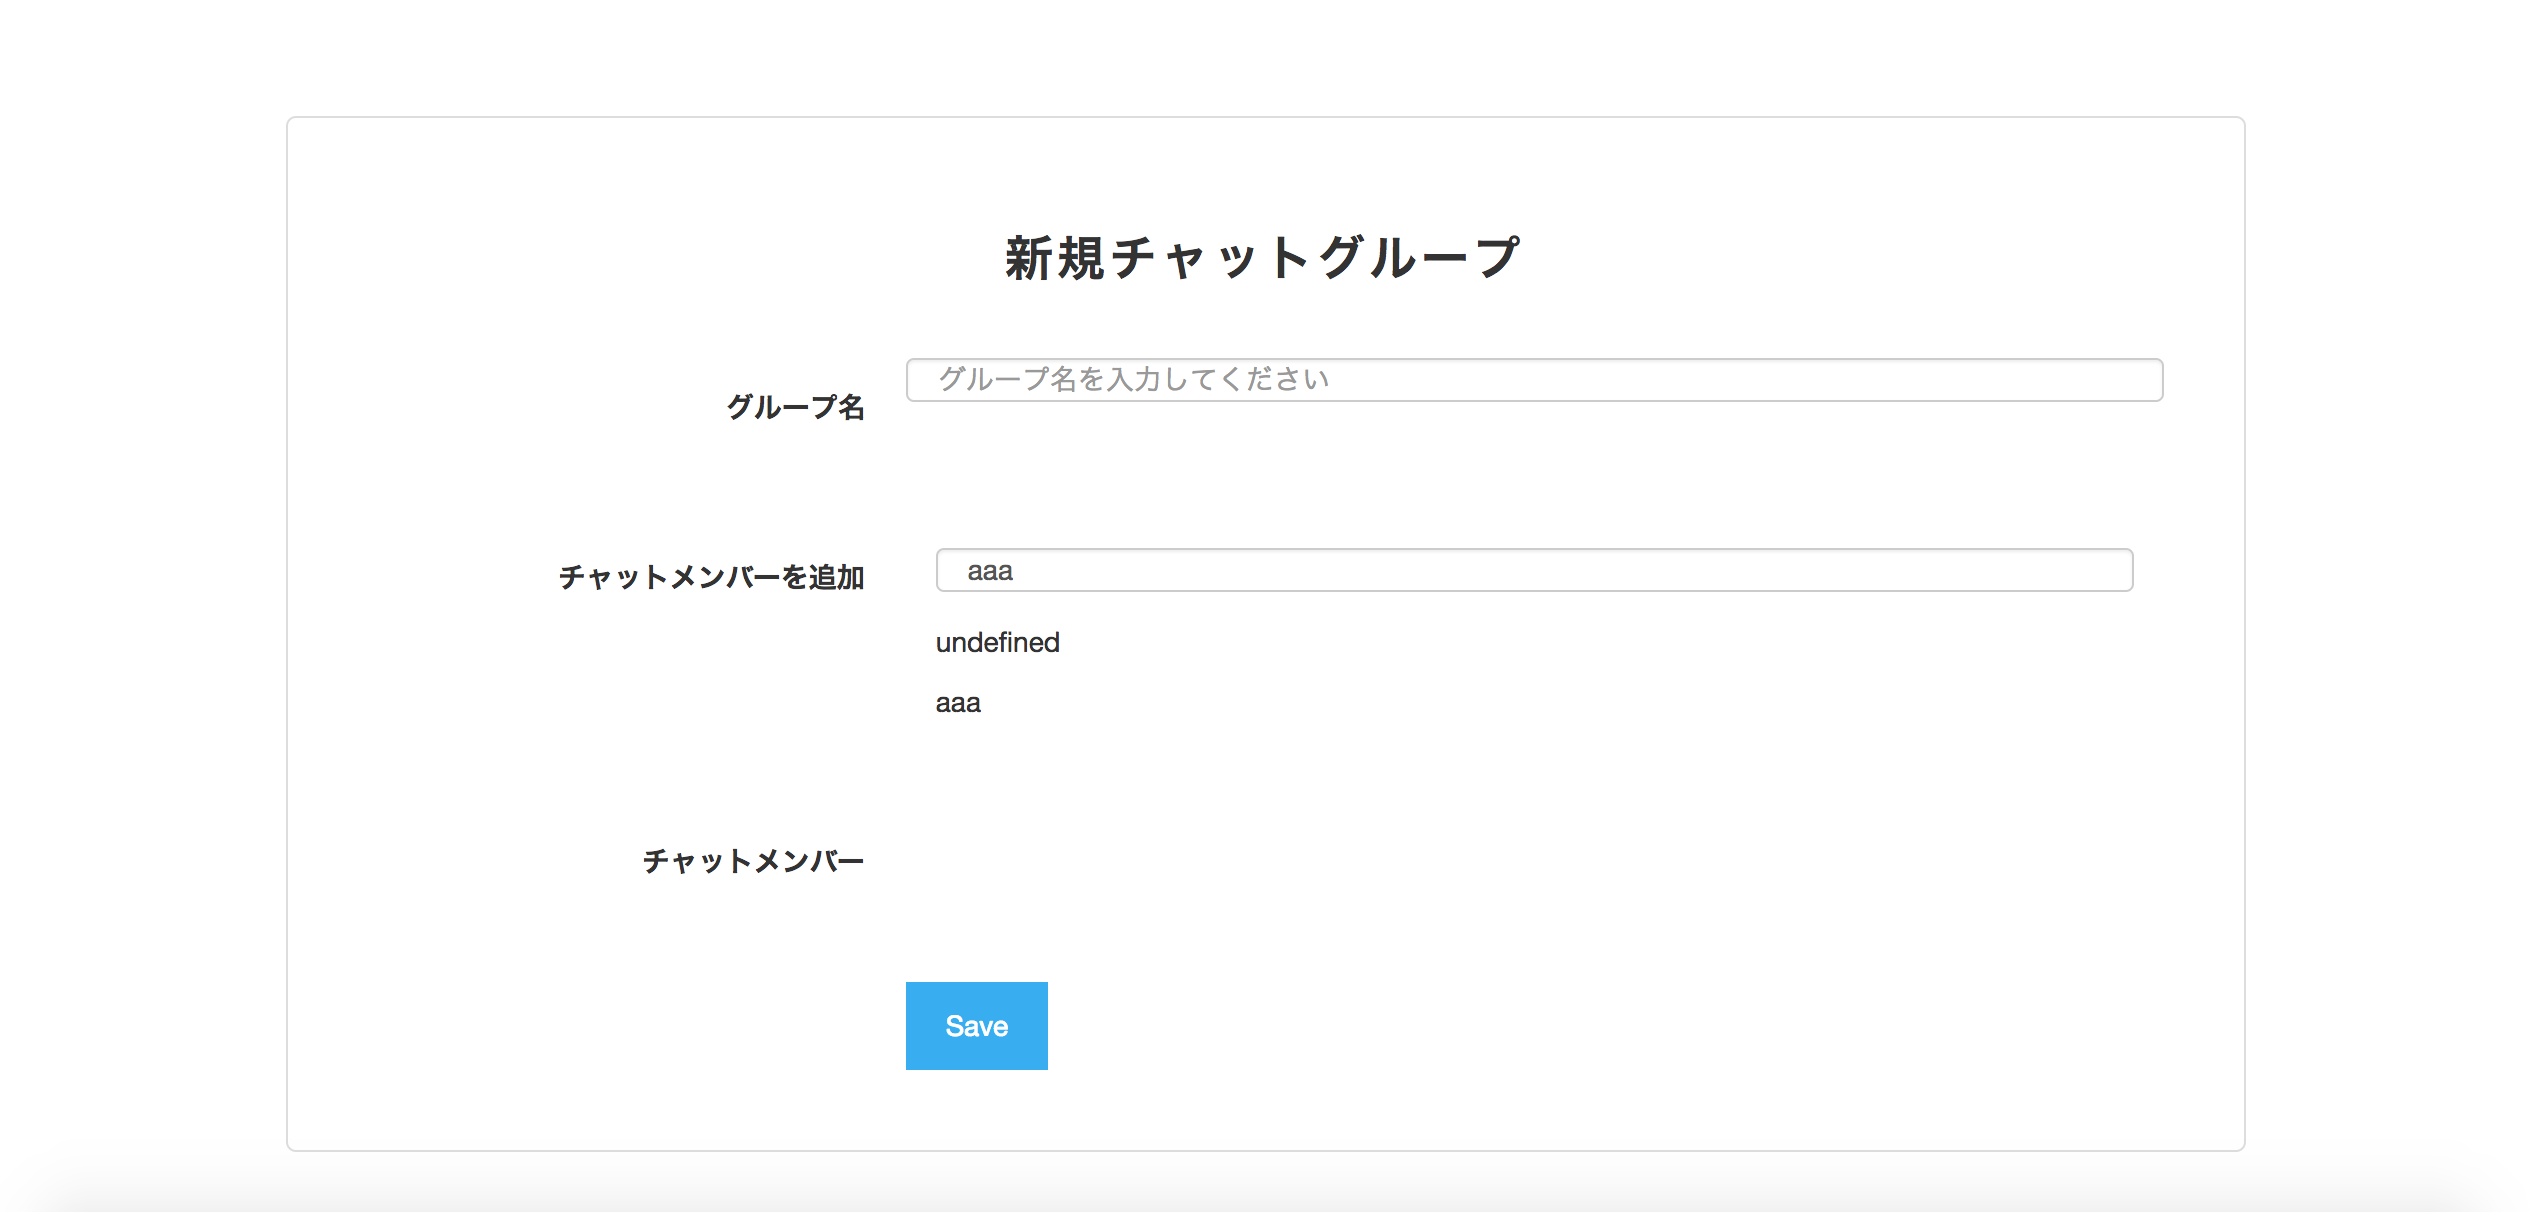 新規チャットグループ
グループ名
グループ名を入力してください
チャットメンバーを追加
aaa
undefined
aaa
チャットメンバー
Save